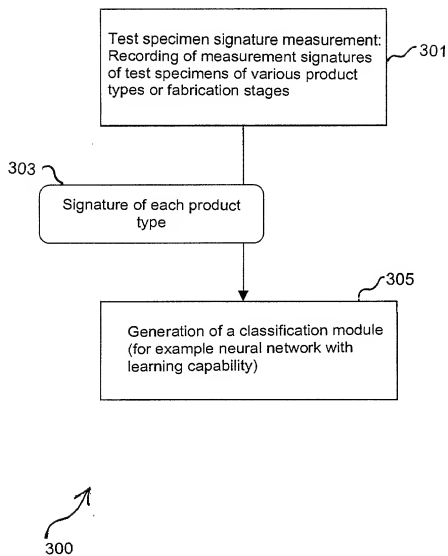 Test specimen signature measurement:
Recording of measurement signatures
of test specimens of various product
types or fabrication stages
301
303
Signature of each product
type
305
Generation of a classification module
(for example neural network with
learning capability)
300